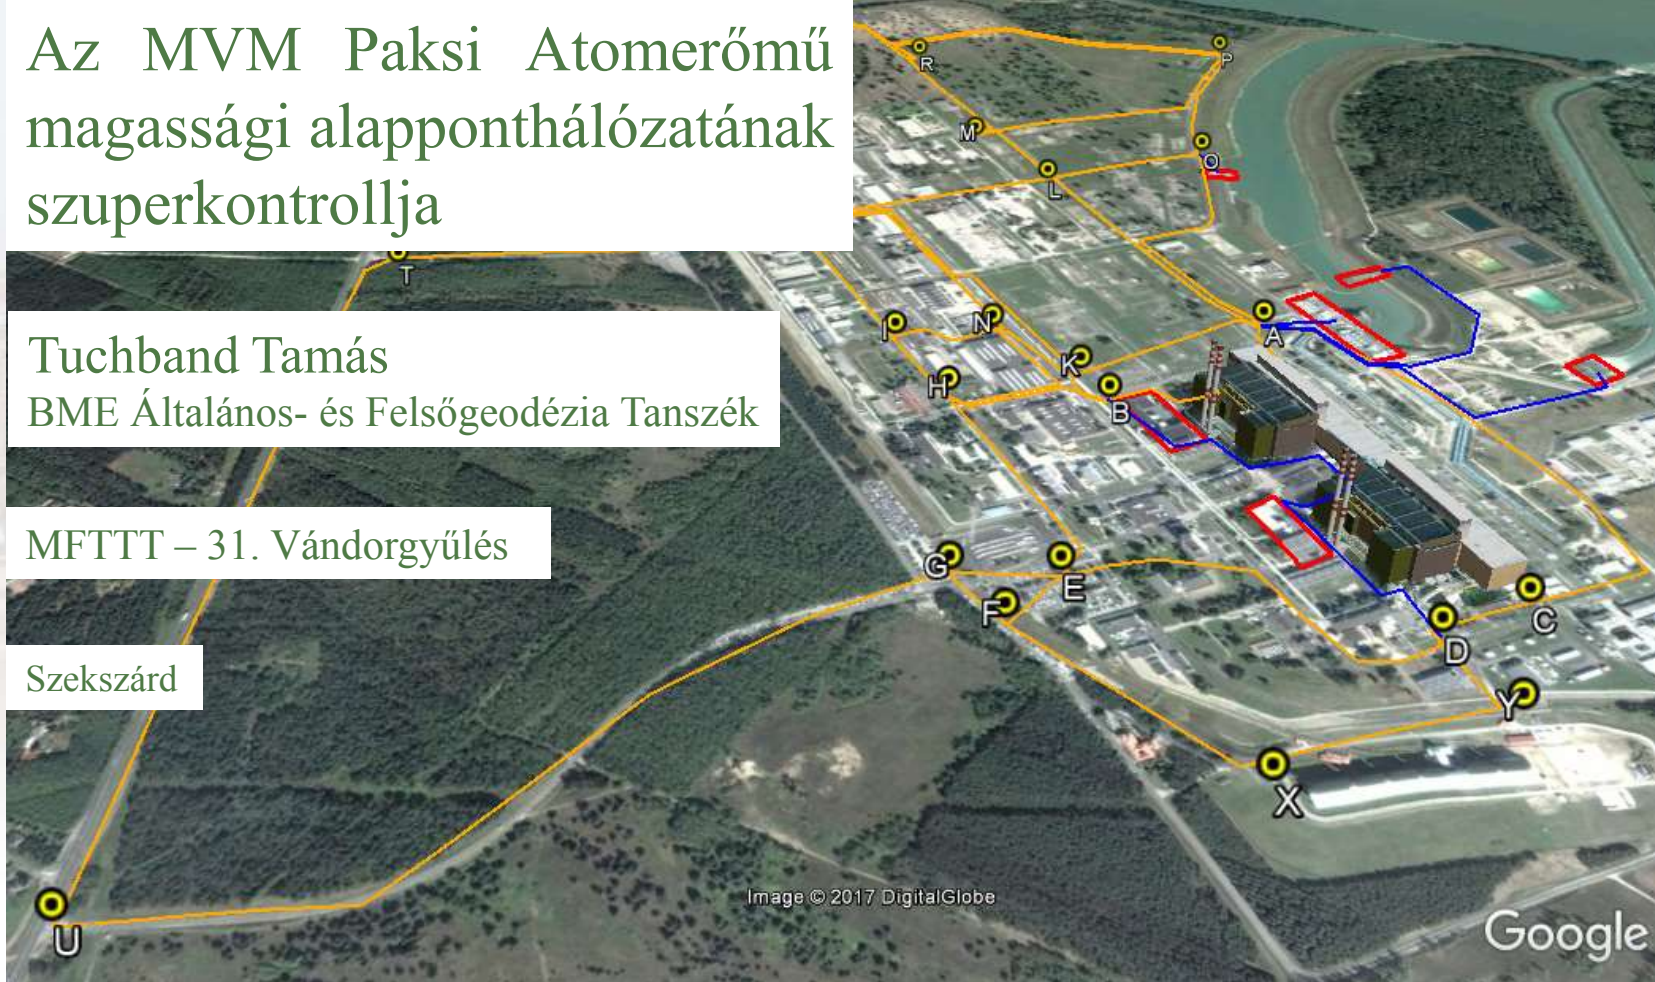 Az MVM Paksi Atomerőmű
magassági alapponthálózatának
szuperkontrollja
R
P
M
O
L
T
Tuchband Tamás
BME Általános- és Felsőgeodézia Tanszék
I
N
A
K
H
B
MFTTT – 31. Vándorgyűlés
G
E
F
C
D
Szekszárd
Y
X
Image © 2017 DigitalGlobe
U
Google